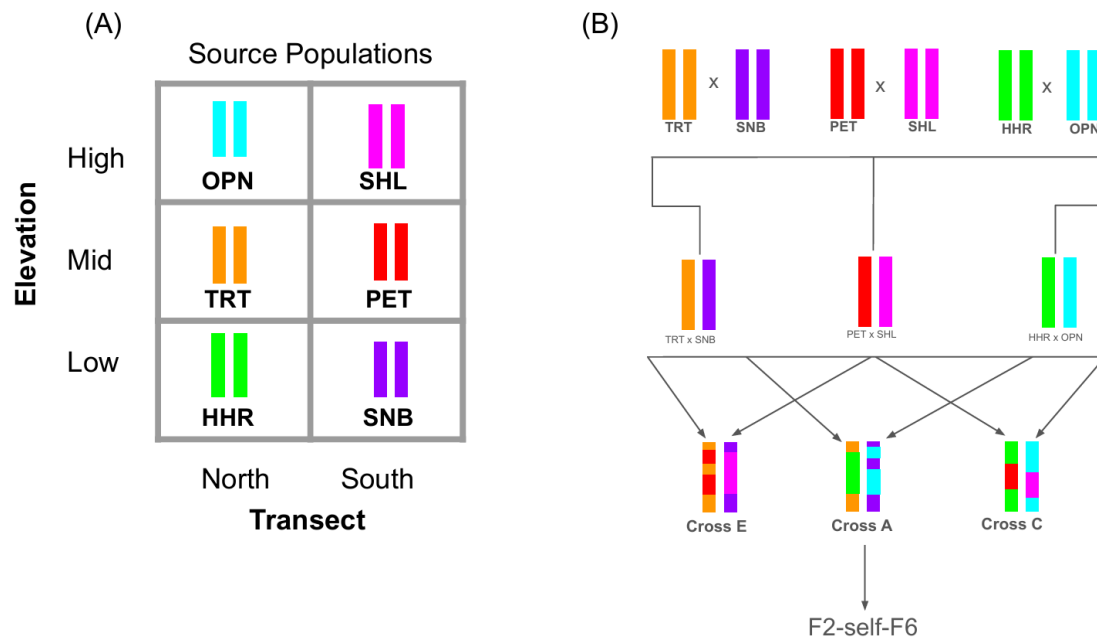 (A)
Source Populations
Elevation
High
OPN
SHL
Mid
TRT
PET
Low
HHR
SNB
North
South
Transect
(B)
x
x
x
TRT
SNB
PET
SHL
HHR
OPN
TRT x SNB
PET x SHL
HHR x OPN
Cross E
Cross A
Cross C
F2-self-F6